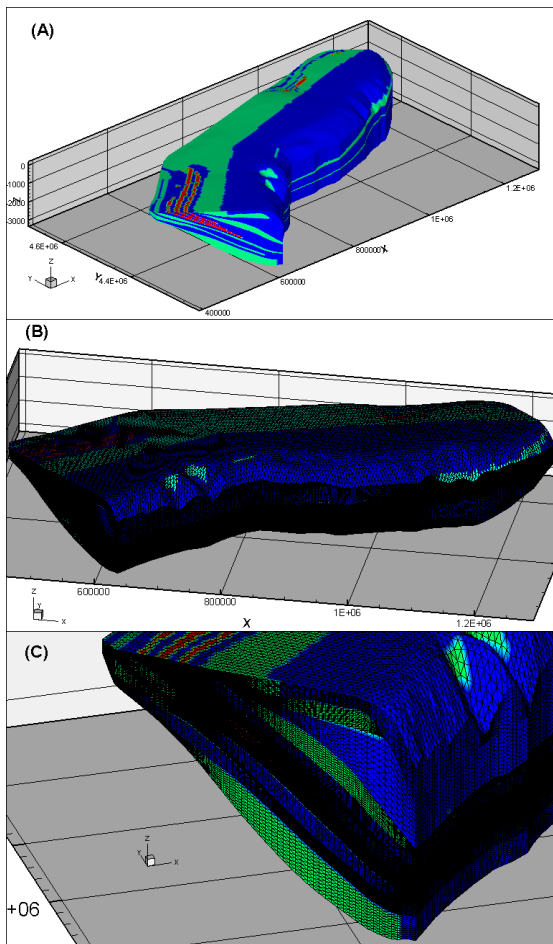 (A)
0
-1000
-2000
-3000
Z
4.6E+06
Y
4.4E+06
400000
600000
800000
X
1E+06
1.2E+06
Z
Y
X
(B)
600000
800000
X
1E+06
1.2E+06
Z
Y
X
(C)
Z
Y
X
+06